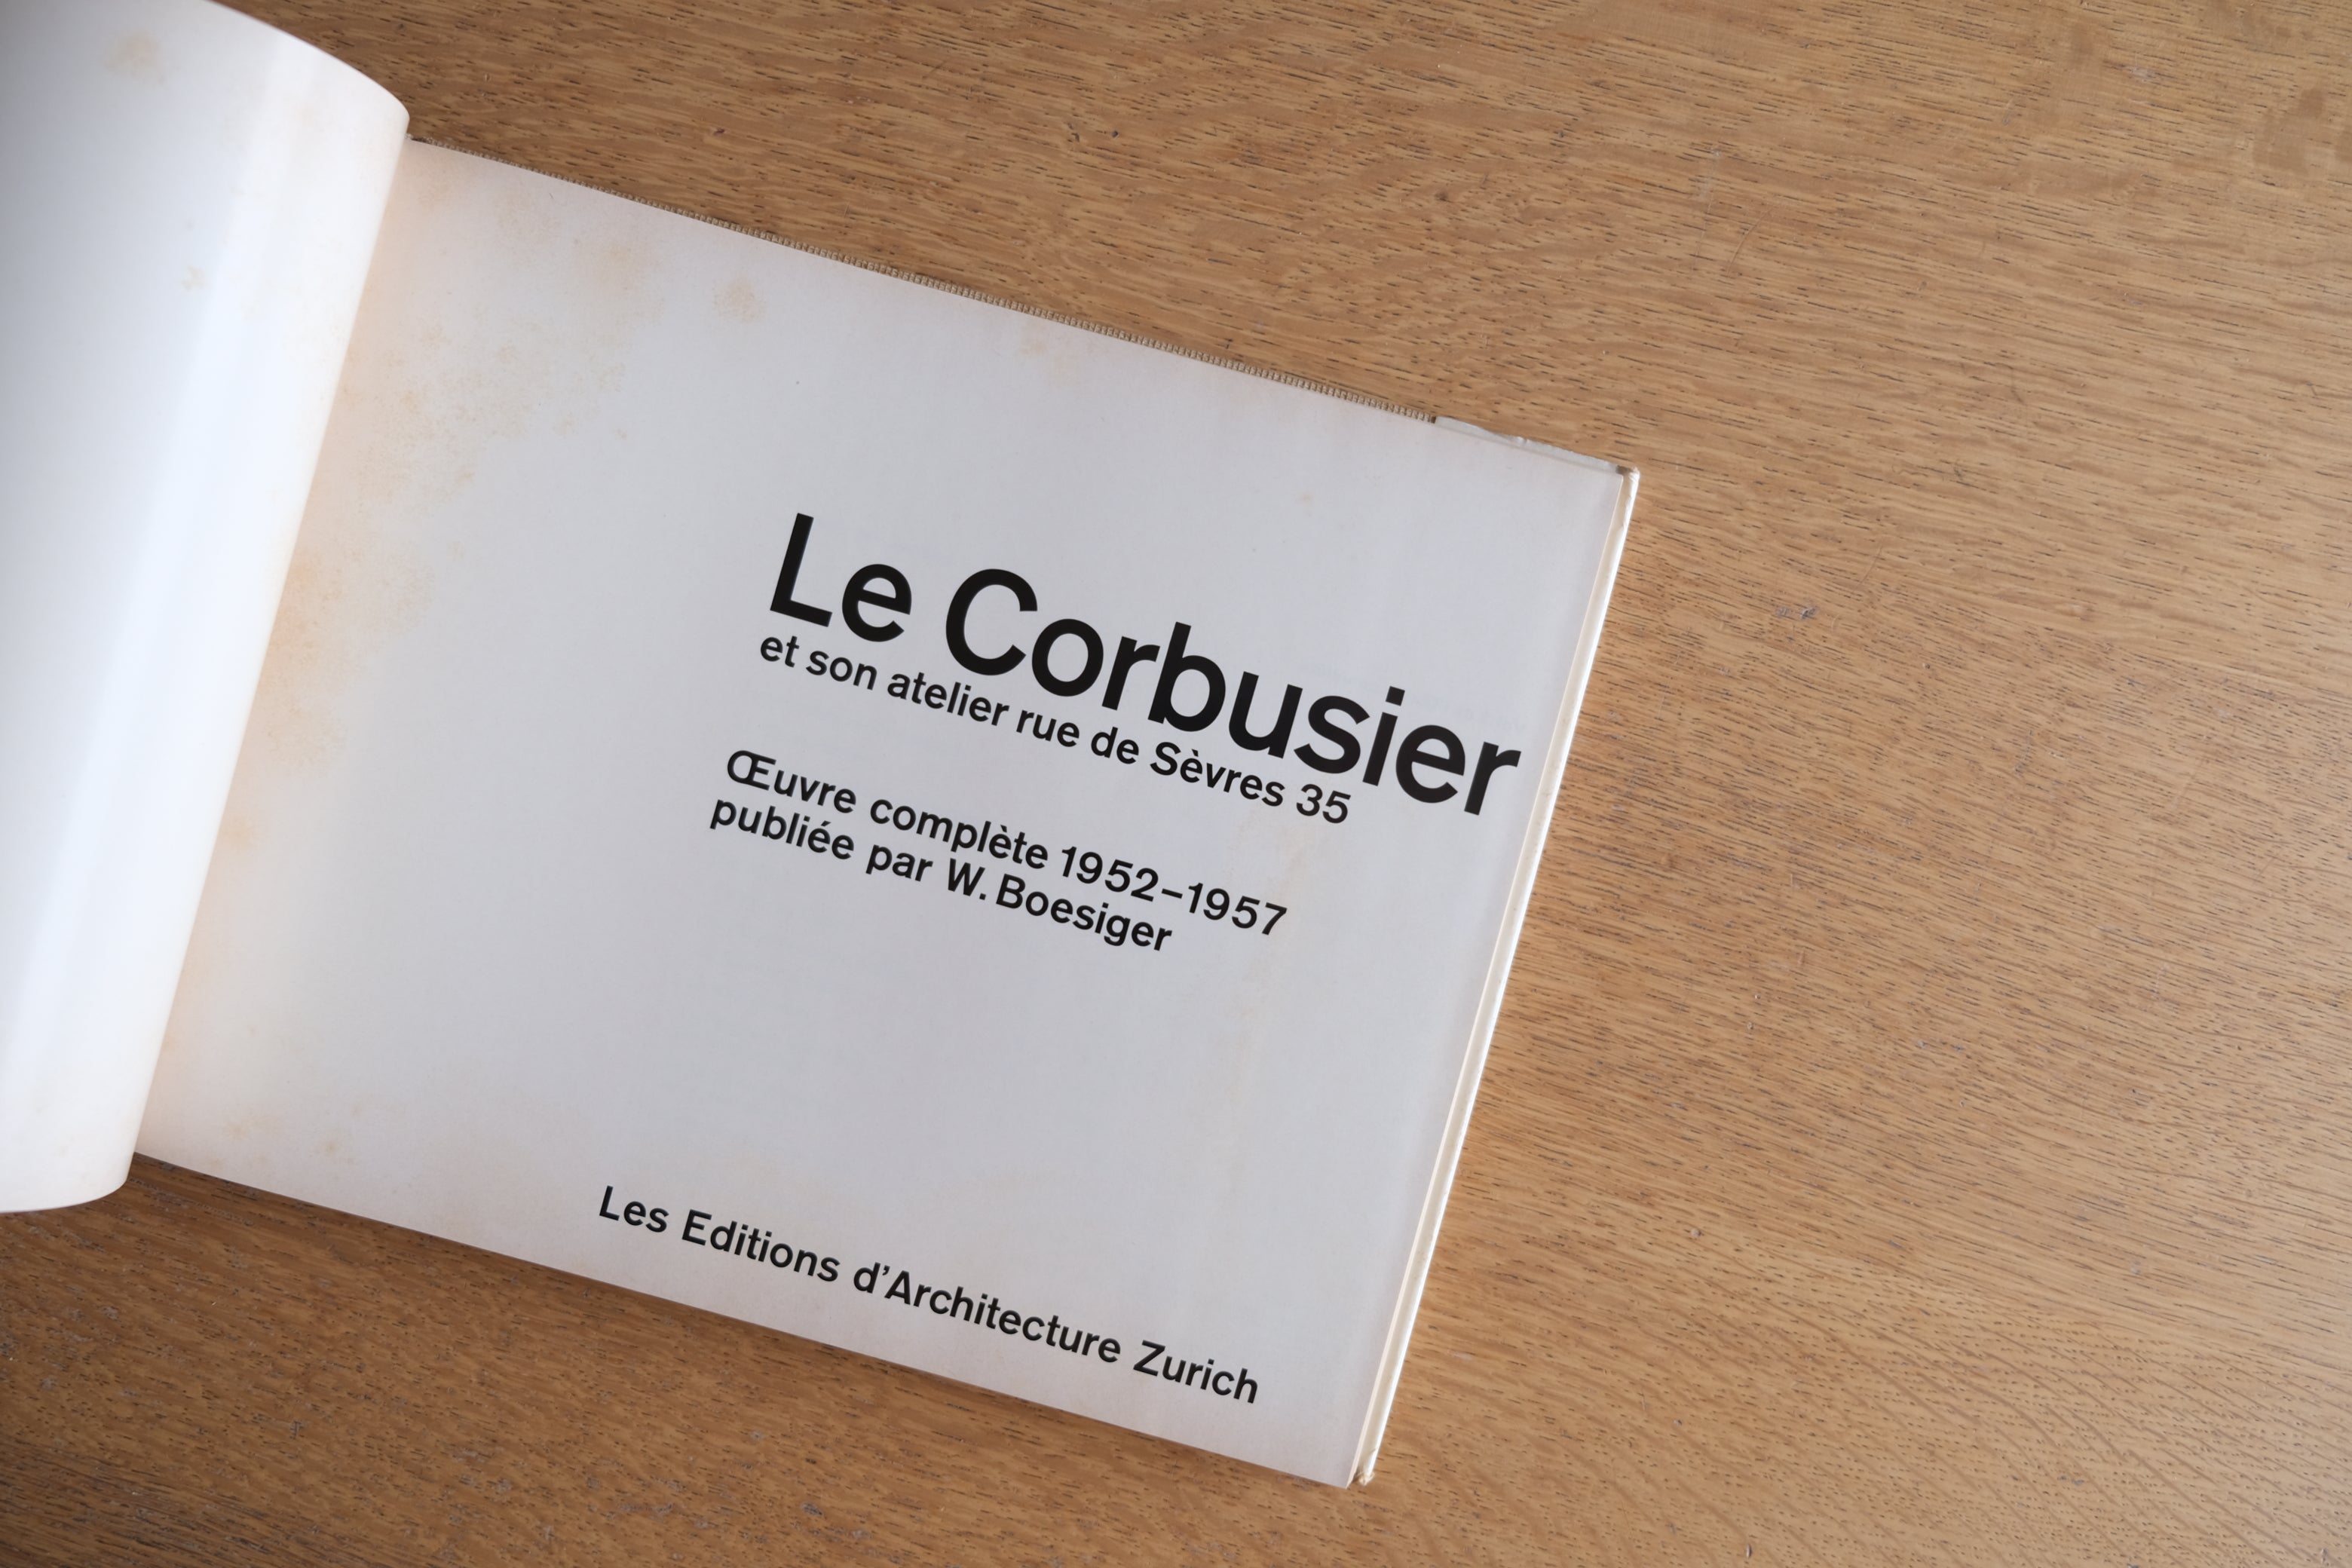 Le Corbusier
et son atelier rue de Sèvres 35
Œuvre complète 1952–1957
publiée par W. Boesiger
Les Editions d’Architecture Zurich